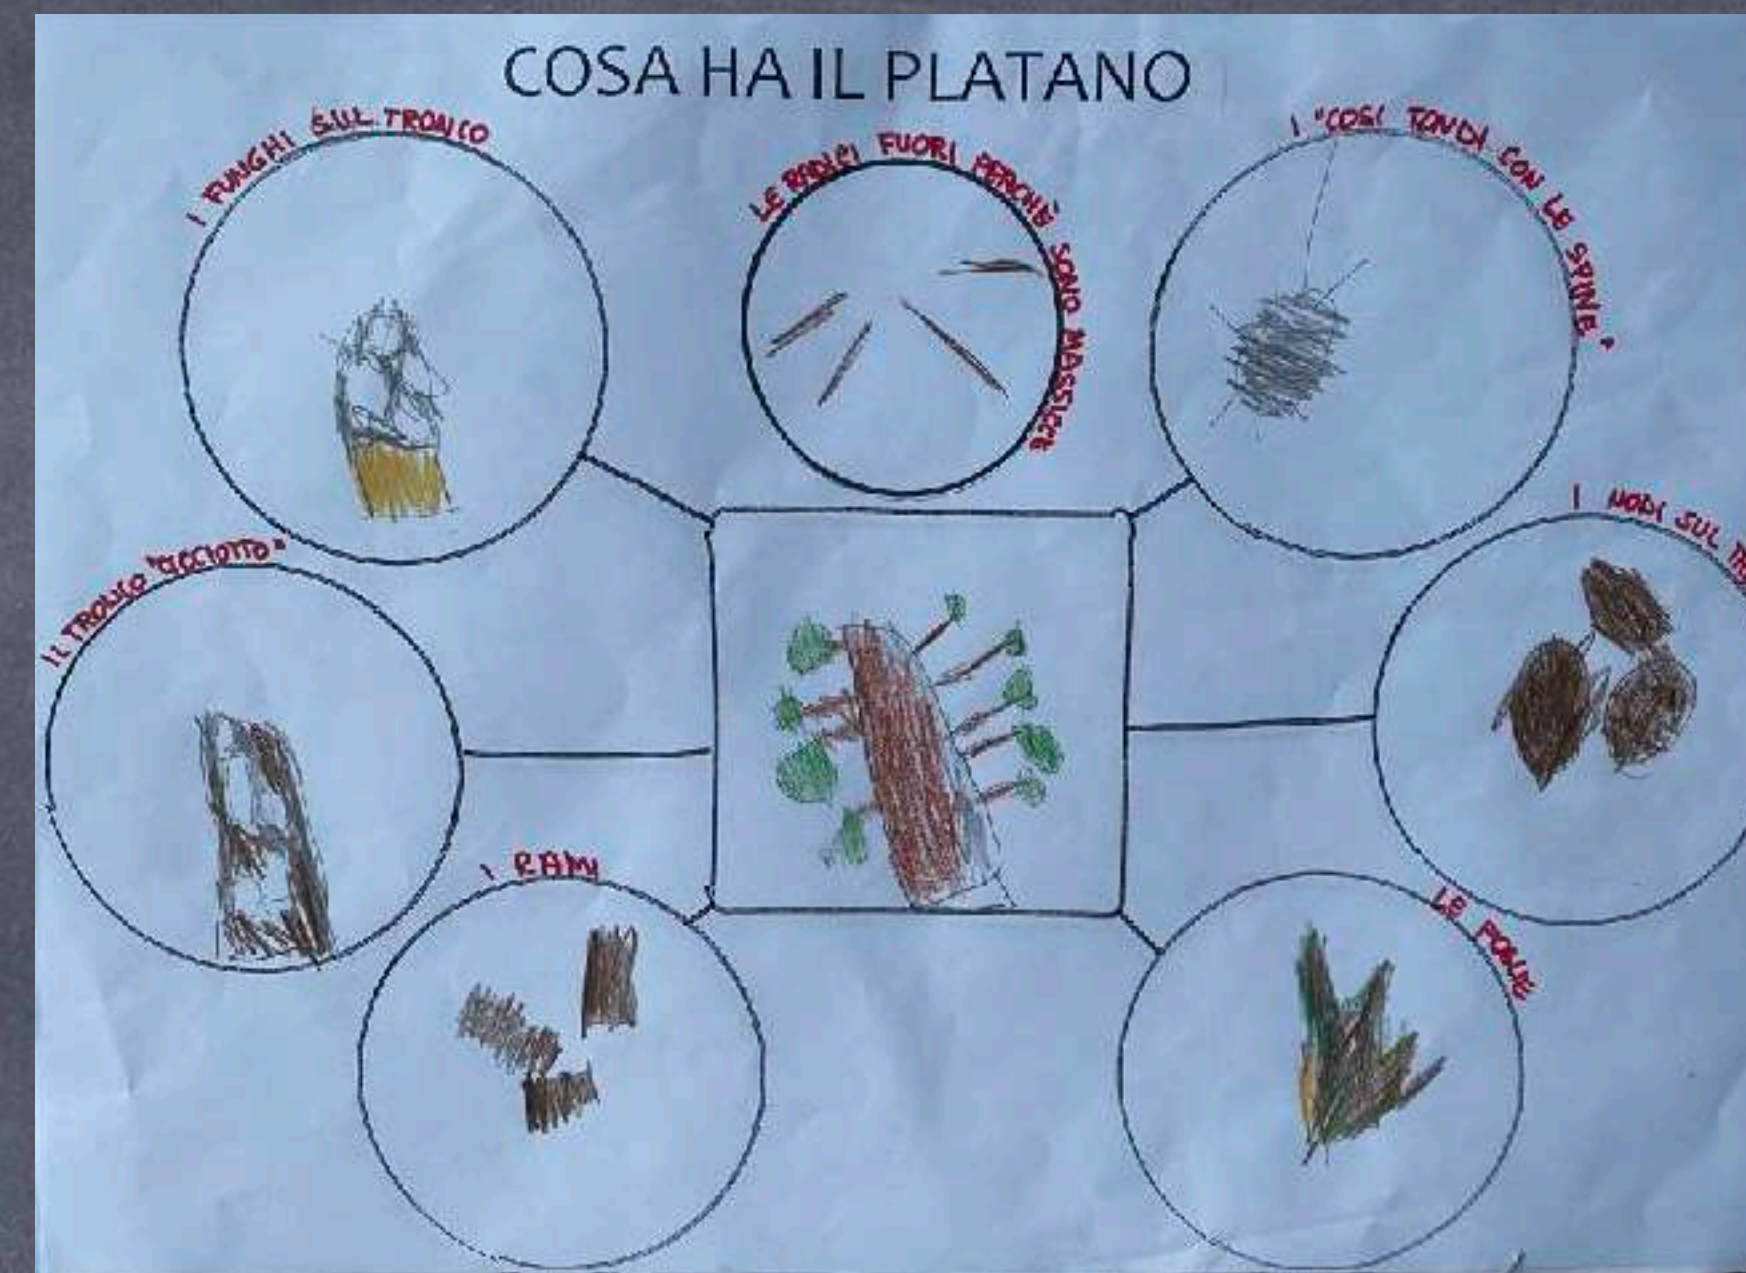 COSA HA IL PLATANO
I FUNGHI SUL TRONCO
LE RADICI FUORI PERCHÈ SONO MASSICCE
I "COSI TONDI CON LE SPINE"
IL TRONCO "CICCIOTTO"
I NODI SUL
I RAMI
LE FOGLIE